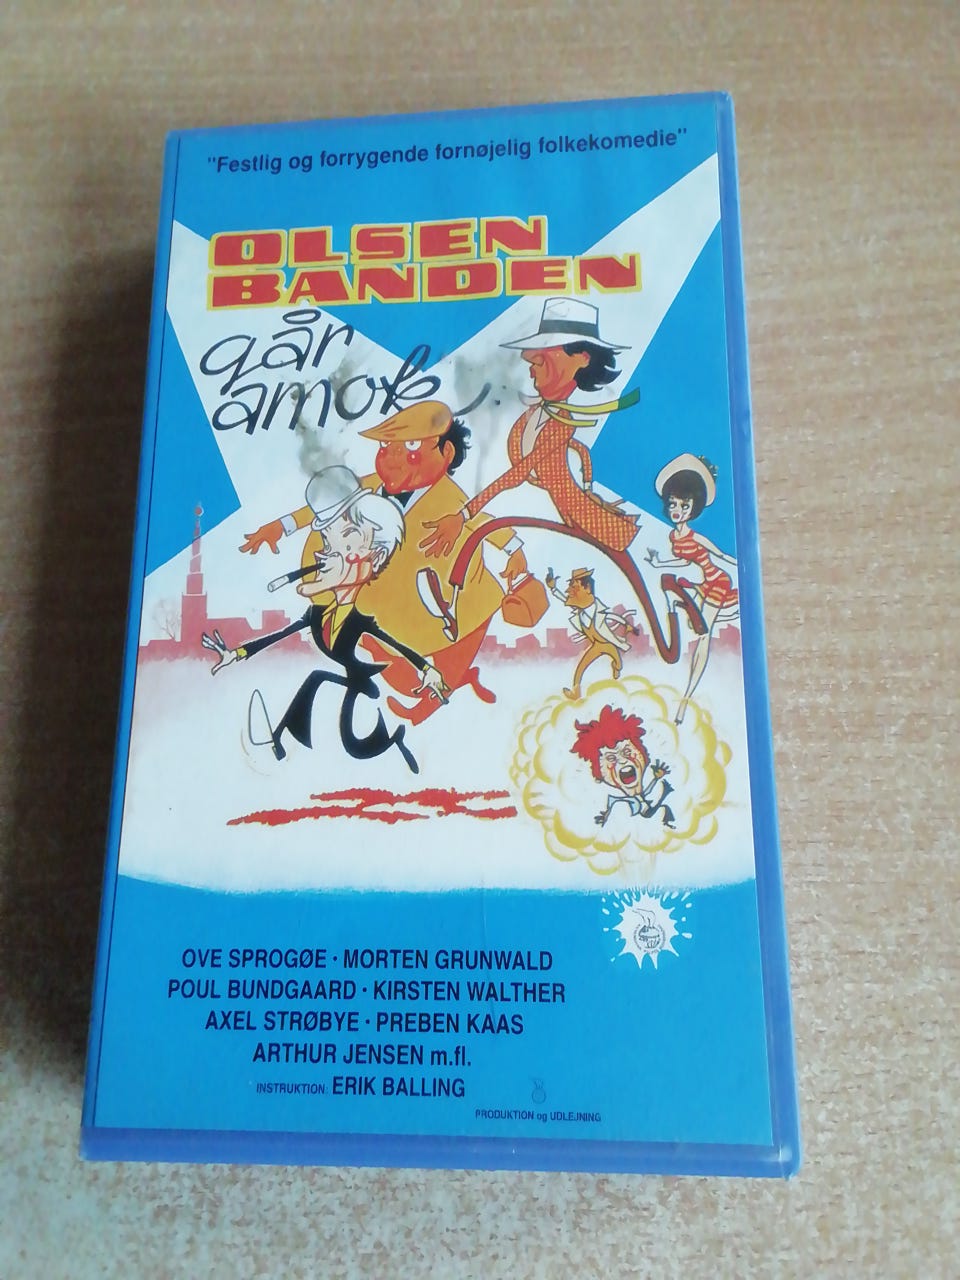 "Festlig og forrygende fornøjelig folkekomedie"
OLSEN
BANDEN
går
amok
OVE SPROGØE · MORTEN GRUNWALD
POUL BUNDGAARD · KIRSTEN WALTHER
AXEL STRØBYE · PREBEN KAAS
ARTHUR JENSEN m.fl.
INSTRUKTION: ERIK BALLING
PRODUKTION og UDLEJNING